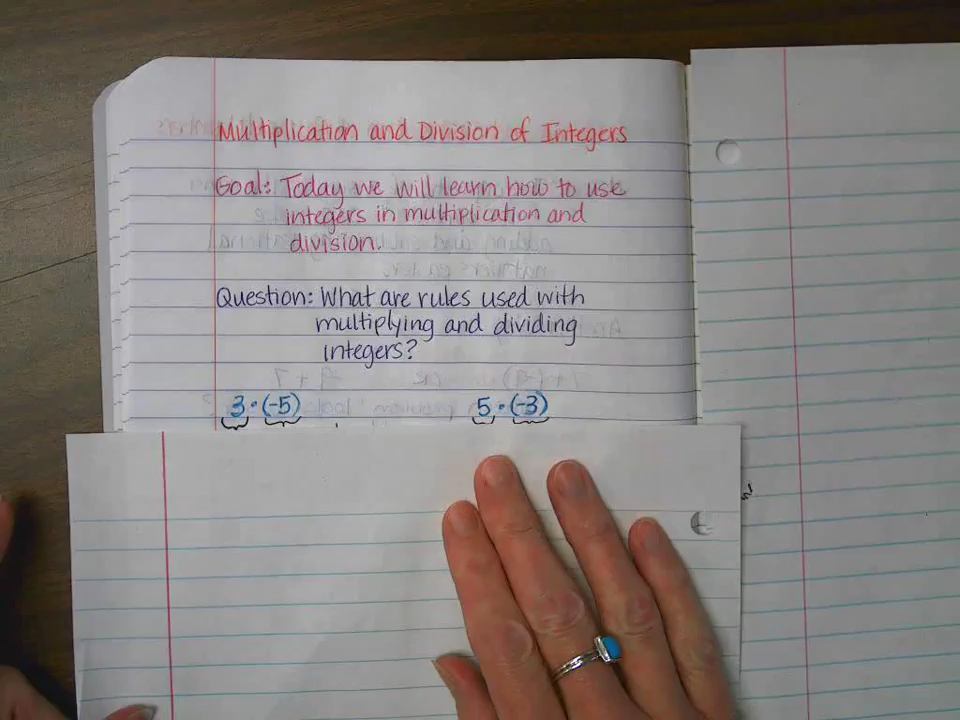 Multiplication and Division of Integers
Goal: Today we will learn how to use
integers in multiplication and
division.
Question: What are rules used with
multiplying and dividing
integers?
3 · (-5) 5 · (-3)